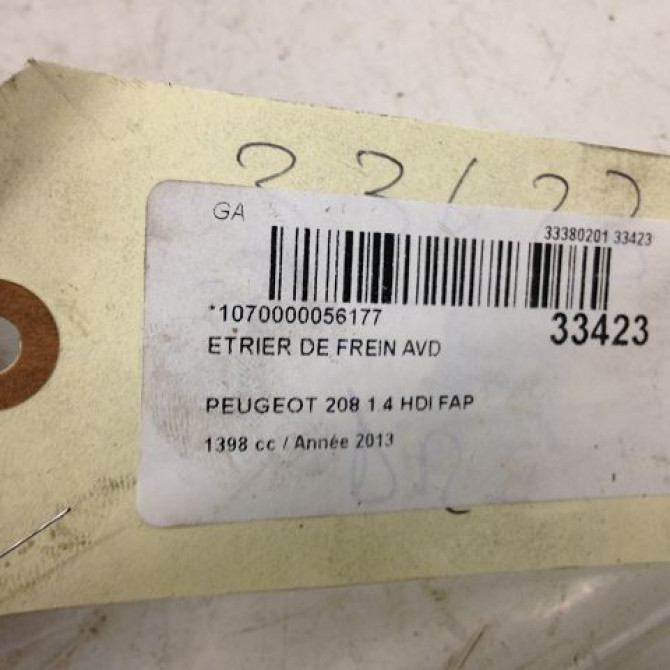 33423
GA
33380201 33423
*1070000056177
33423
ETRIER DE FREIN AVD
PEUGEOT 208 1.4 HDI FAP
1398 cc / Année 2013